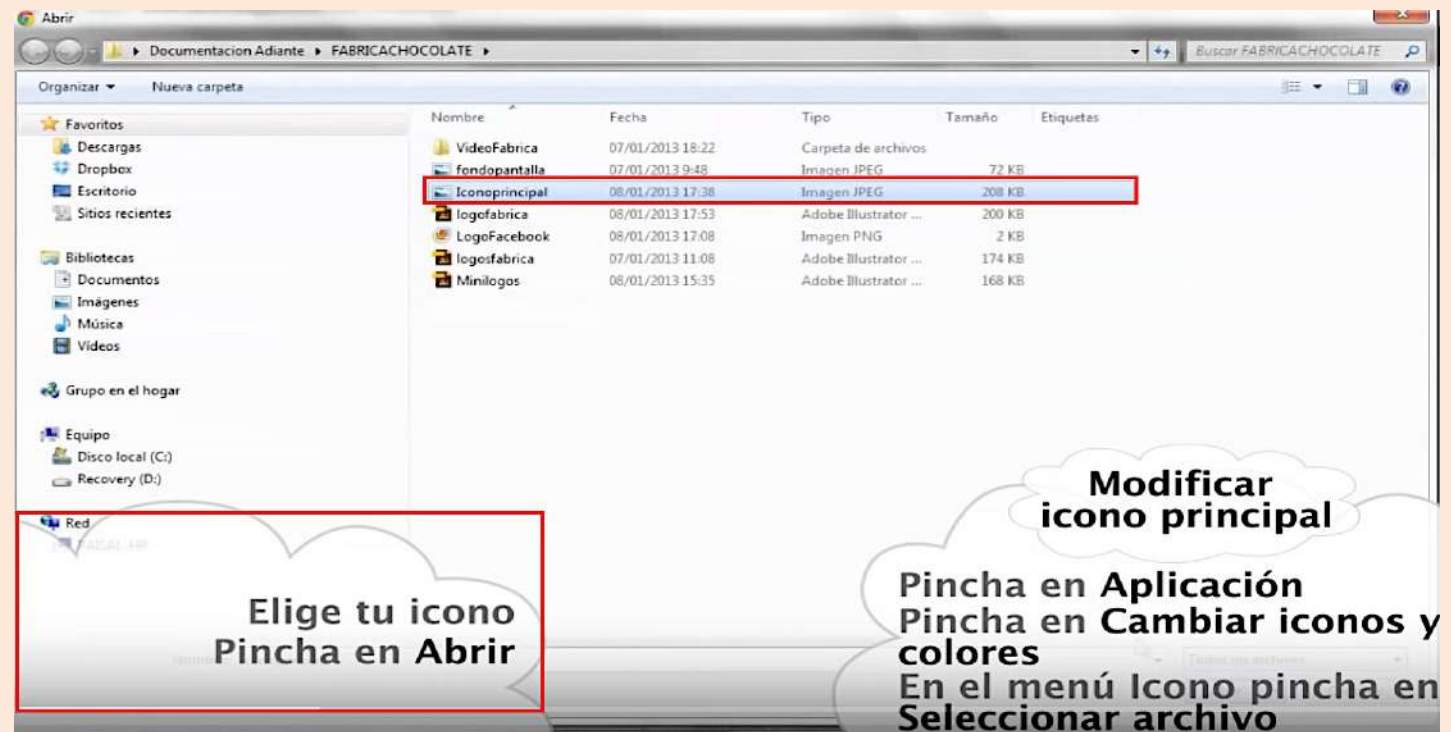 Abrir
Documentacion Adiante ▸ FABRICACHOCOLATE ▸
Buscar FABRICACHOCOLATE
Organizar Nueva carpeta
Favoritos
Descargas
Dropbox
Escritorio
Sitios recientes
Bibliotecas
Documentos
Imágenes
Música
Vídeos
Grupo en el hogar
Equipo
Disco local (C:)
Recovery (D:)
Red
Nombre Fecha Tipo Tamaño Etiquetas
VideoFabrica 07/01/2013 18:22 Carpeta de archivos
fondopantalla 07/01/2013 9:48 Imagen JPEG 72 KB
Iconoprincipal 08/01/2013 17:38 Imagen JPEG 208 KB
logofabrica 08/01/2013 17:53 Adobe Illustrator ... 200 KB
LogoFacebook 08/01/2013 17:08 Imagen PNG 2 KB
logosfabrica 07/01/2013 11:08 Adobe Illustrator ... 174 KB
Minilogos 08/01/2013 15:35 Adobe Illustrator ... 168 KB
Elige tu icono
Pincha en Abrir
Modificar
icono principal
Pincha en Aplicación
Pincha en Cambiar iconos y
colores
En el menú Icono pincha en
Seleccionar archivo